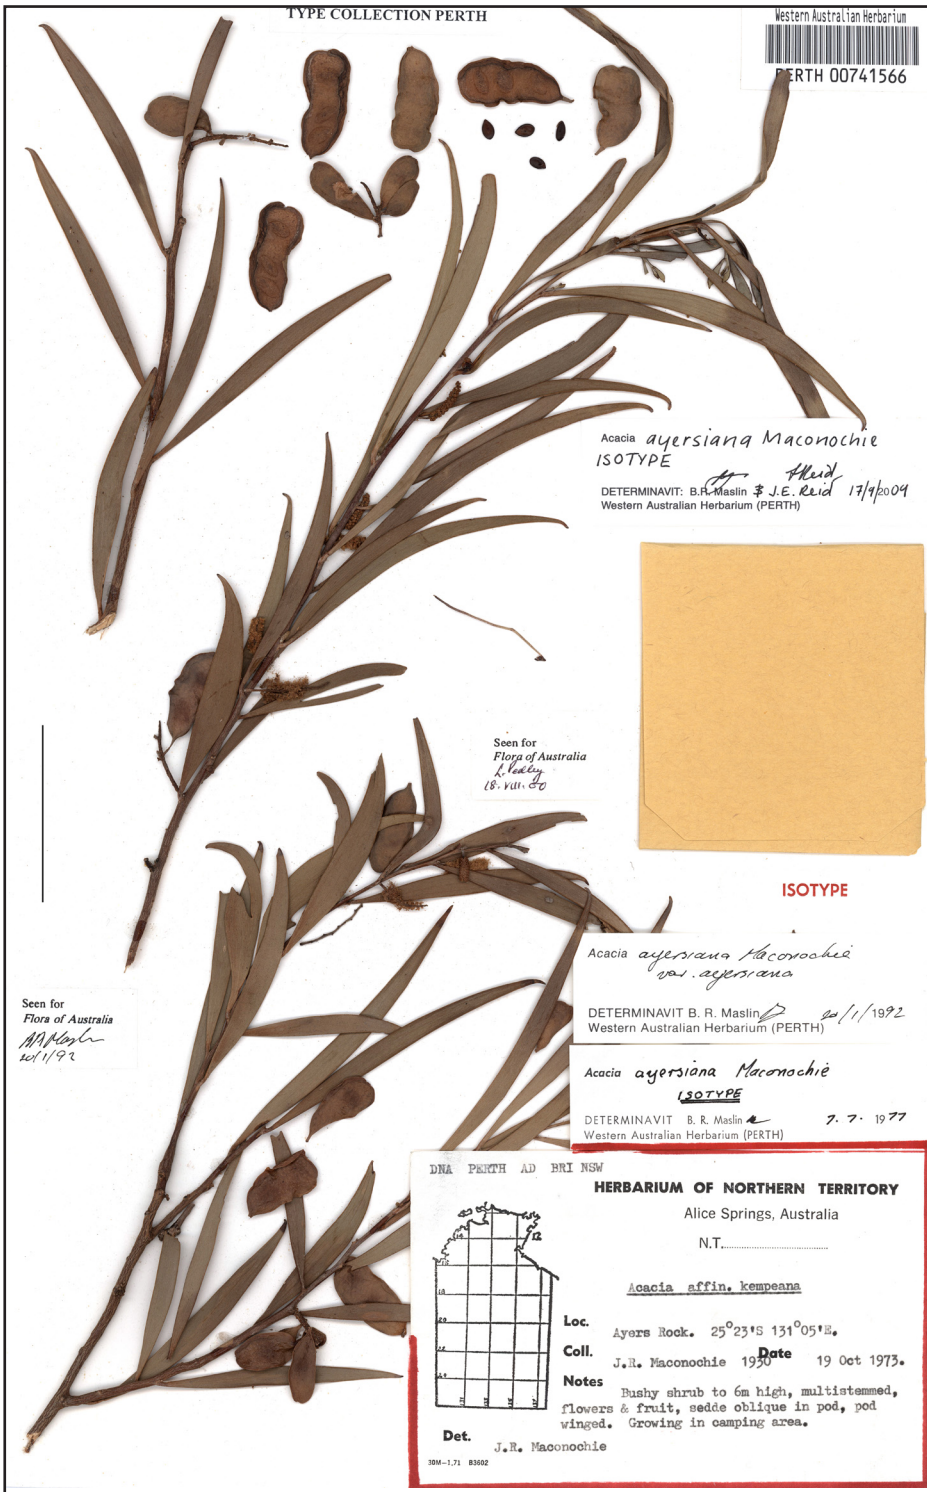 TYPE COLLECTION PERTH
Western Australian Herbarium
PERTH 00741566
Acacia ayersiana Maconochie
ISOTYPE
DETERMINAVIT: B.R. Maslin & J.E. Reid 17/9/2009
Western Australian Herbarium (PERTH)
Seen for
Flora of Australia
L. Pedley
18. VIII. 00
ISOTYPE
Acacia ayersiana Maconochie
var. ayersiana
DETERMINAVIT B. R. Maslin 20/1/1992
Western Australian Herbarium (PERTH)
Seen for
Flora of Australia
BR Maslin
20/1/92
Acacia ayersiana Maconochie
ISOTYPE
DETERMINAVIT B. R. Maslin 7. 7. 1977
Western Australian Herbarium (PERTH)
DNA PERTH AD BRI NSW
HERBARIUM OF NORTHERN TERRITORY
Alice Springs, Australia
N.T.
12
Acacia affin. kempeana
Loc. Ayers Rock. 25°23'S 131°05'E.
Coll. J.R. Maconochie 1930 Date 19 Oct 1973.
Notes Bushy shrub to 6m high, multistemmed,
flowers & fruit, sedde oblique in pod, pod
winged. Growing in camping area.
Det. J.R. Maconochie
30M—1.71 B3602